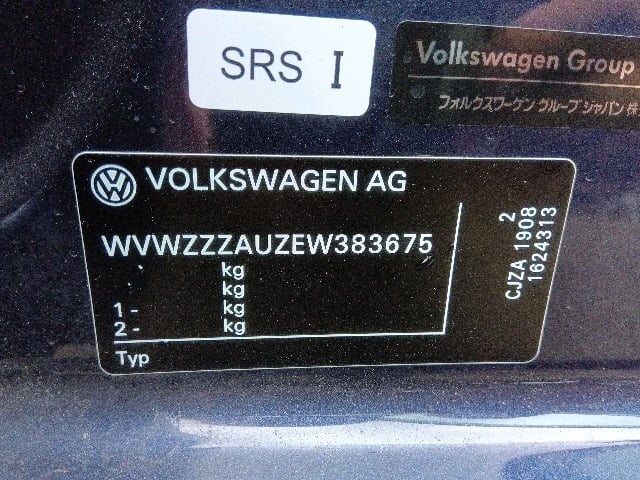 SRS I
Volkswagen Group
フォルクスワーゲン グループ ジャパン 株
VOLKSWAGEN AG
WVWZZZAUZEW383675
kg
kg
1- kg
2- kg
Typ
2
CJZA 1908
1624313